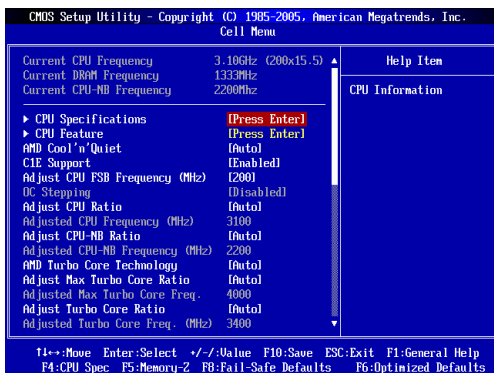 CMOS Setup Utility - Copyright (C) 1985-2005, American Megatrends, Inc.
Cell Menu
Current CPU Frequency 3.10GHz (200x15.5)
Current DRAM Frequency 1333MHz
Current CPU-NB Frequency 2200Mhz
CPU Specifications [Press Enter]
CPU Feature [Press Enter]
AMD Cool'n'Quiet [Auto]
C1E Support [Enabled]
Adjust CPU FSB Frequency (MHz) [200]
OC Stepping [Disabled]
Adjust CPU Ratio [Auto]
Adjusted CPU Frequency (MHz) 3100
Adjust CPU-NB Ratio [Auto]
Adjusted CPU-NB Frequency (MHz) 2200
AMD Turbo Core Technology [Auto]
Adjust Max Turbo Core Ratio [Auto]
Adjusted Max Turbo Core Freq. 4000
Adjust Turbo Core Ratio [Auto]
Adjusted Turbo Core Freq. (MHz) 3400
Help Item
CPU Information
↑↓←→:Move Enter:Select +/-/:Value F10:Save ESC:Exit F1:General Help
F4:CPU Spec F5:Memory-Z F8:Fail-Safe Defaults F6:Optimized Defaults